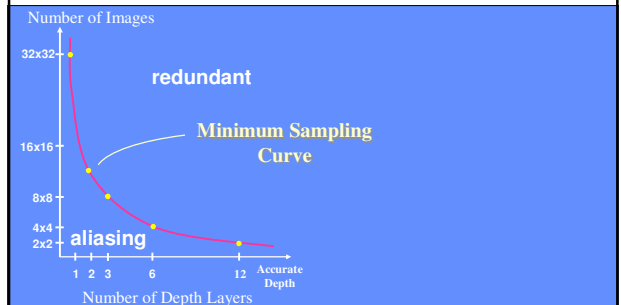 Number of Images
32x32
redundant
Minimum Sampling
Curve
16x16
8x8
4x4
aliasing
2x2
1 2 3 6 12 Accurate
Depth
Number of Depth Layers